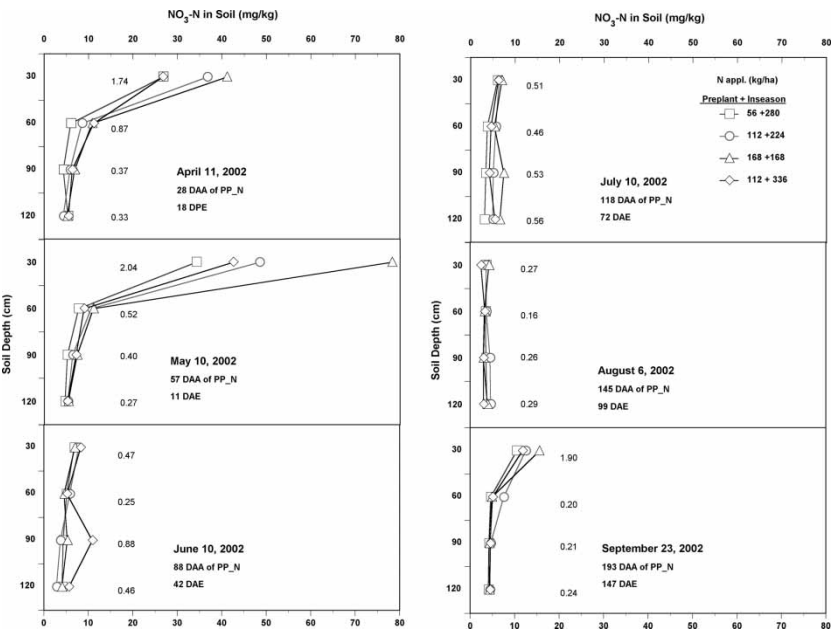 NO3-N in Soil (mg/kg)
0 10 20 30 40 50 60 70 80
Soil Depth (cm)
30
60
90
120
1.74
0.87
0.37
0.33
April 11, 2002
28 DAA of PP_N
18 DPE
30
60
90
120
2.04
0.52
0.40
0.27
May 10, 2002
57 DAA of PP_N
11 DAE
30
60
90
120
0.47
0.25
0.88
0.46
June 10, 2002
88 DAA of PP_N
42 DAE
0 10 20 30 40 50 60 70 80
NO3-N in Soil (mg/kg)
0 10 20 30 40 50 60 70 80
Soil Depth (cm)
30
60
90
120
0.51
0.46
0.53
0.56
N appl. (kg/ha)
Preplant + Inseason
56 +280
112 +224
168 +168
112 + 336
July 10, 2002
118 DAA of PP_N
72 DAE
30
60
90
120
0.27
0.16
0.26
0.29
August 6, 2002
145 DAA of PP_N
99 DAE
30
60
90
120
1.90
0.20
0.21
0.24
September 23, 2002
193 DAA of PP_N
147 DAE
0 10 20 30 40 50 60 70 80